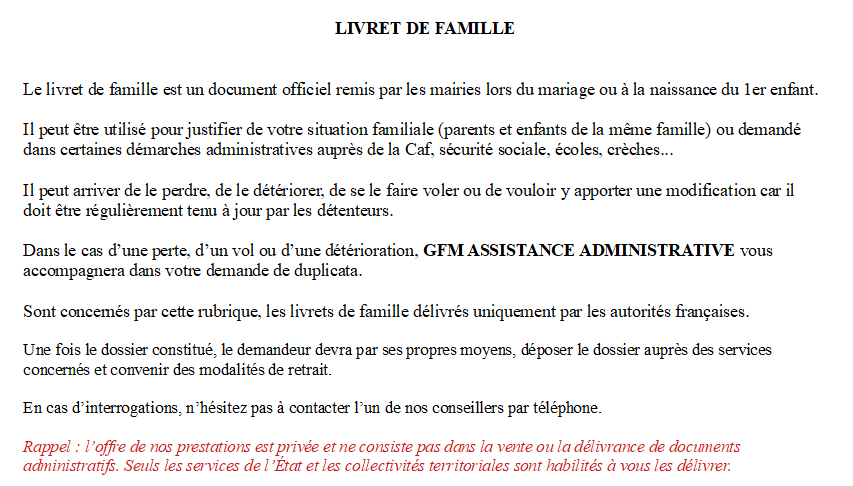 LIVRET DE FAMILLE
Le livret de famille est un document officiel remis par les mairies lors du mariage ou à la naissance du 1er enfant.
Il peut être utilisé pour justifier de votre situation familiale (parents et enfants de la même famille) ou demandé
dans certaines démarches administratives auprès de la Caf, sécurité sociale, écoles, crèches...
Il peut arriver de le perdre, de le détériorer, de se le faire voler ou de vouloir y apporter une modification car il
doit être régulièrement tenu à jour par les détenteurs.
Dans le cas d’une perte, d’un vol ou d’une détérioration, GFM ASSISTANCE ADMINISTRATIVE vous
accompagnera dans votre demande de duplicata.
Sont concernés par cette rubrique, les livrets de famille délivrés uniquement par les autorités françaises.
Une fois le dossier constitué, le demandeur devra par ses propres moyens, déposer le dossier auprès des services
concernés et convenir des modalités de retrait.
En cas d’interrogations, n’hésitez pas à contacter l’un de nos conseillers par téléphone.
Rappel : l’offre de nos prestations est privée et ne consiste pas dans la vente ou la délivrance de documents
administratifs. Seuls les services de l’État et les collectivités territoriales sont habilités à vous les délivrer.